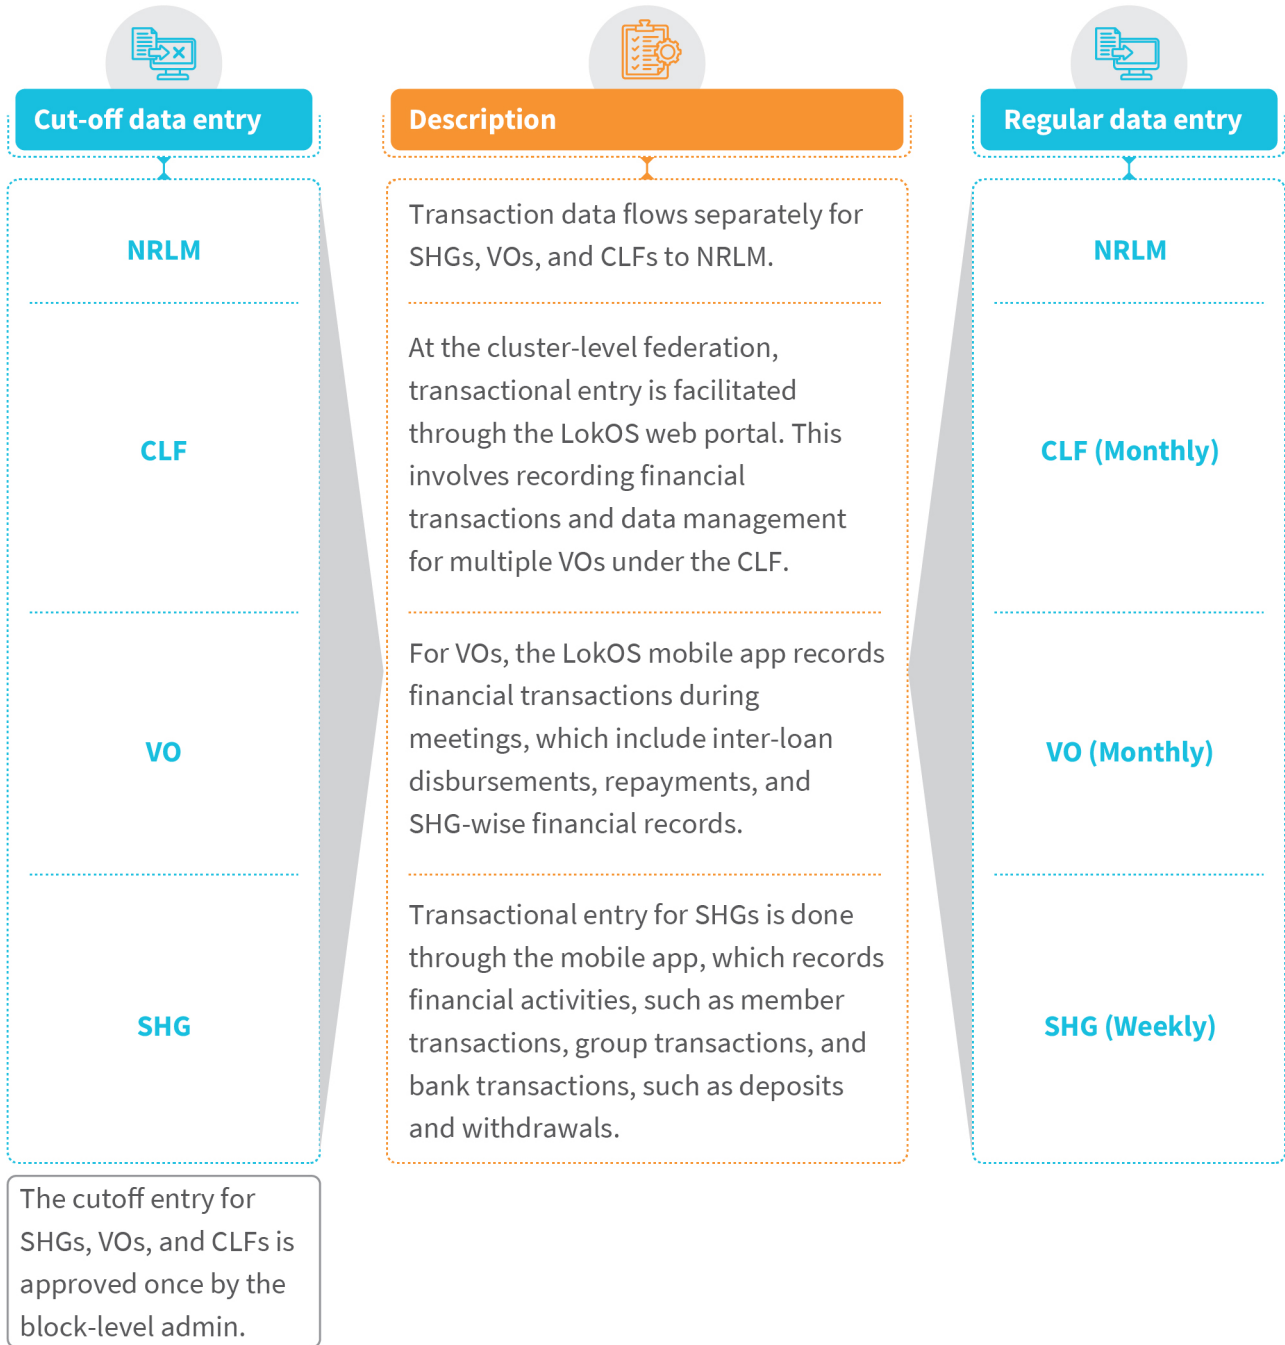 Cut-off data entry
NRLM
CLF
VO
SHG
The cutoff entry for
SHGs, VOs, and CLFs is
approved once by the
block-level admin.
Description
Transaction data flows separately for
SHGs, VOs, and CLFs to NRLM.
At the cluster-level federation,
transactional entry is facilitated
through the LokOS web portal. This
involves recording financial
transactions and data management
for multiple VOs under the CLF.
For VOs, the LokOS mobile app records
financial transactions during
meetings, which include inter-loan
disbursements, repayments, and
SHG-wise financial records.
Transactional entry for SHGs is done
through the mobile app, which records
financial activities, such as member
transactions, group transactions, and
bank transactions, such as deposits
and withdrawals.
Regular data entry
NRLM
CLF (Monthly)
VO (Monthly)
SHG (Weekly)